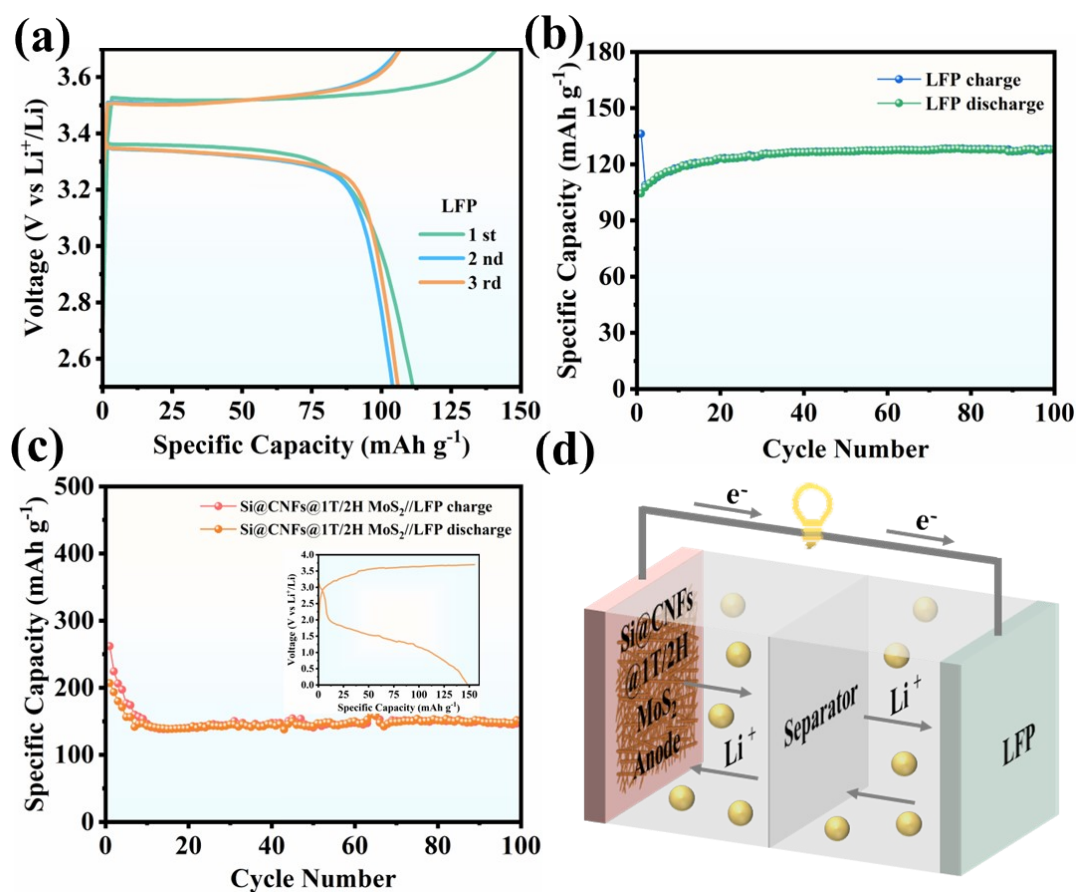 (a)
Voltage (V vs Li⁺/Li)
3.6
3.4
3.2
3.0
2.8
2.6
LFP
1 st
2 nd
3 rd
0 25 50 75 100 125 150
Specific Capacity (mAh g⁻¹)
(b)
Specific Capacity (mAh g⁻¹)
180
150
120
90
60
30
0
LFP charge
LFP discharge
0 20 40 60 80 100
Cycle Number
(c)
Specific Capacity (mAh g⁻¹)
500
400
300
200
100
0
Si@CNFs@1T/2H MoS₂//LFP charge
Si@CNFs@1T/2H MoS₂//LFP discharge
Voltage (V vs Li⁺/Li)
4.0
3.5
3.0
2.5
2.0
1.5
1.0
0.5
0.0
0 25 50 75 100 125 150
Specific Capacity (mAh g⁻¹)
0 20 40 60 80 100
Cycle Number
(d)
e⁻
e⁻
Si@CNFs
@1T/2H
MoS₂
Anode
Li⁺
Separator
Li⁺
LFP